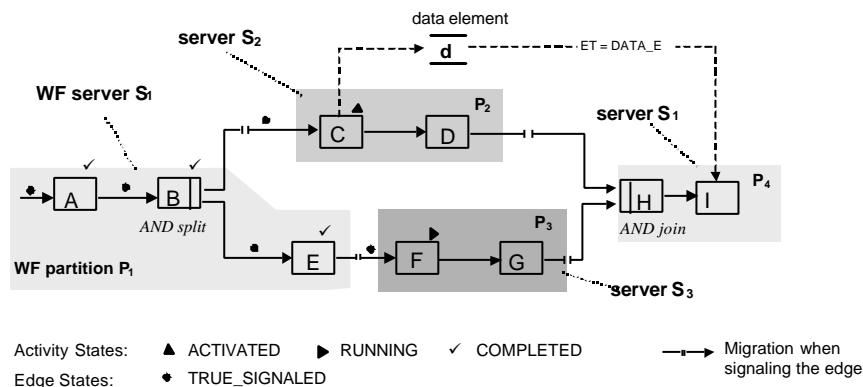 data element
server S2
d
ET = DATA_E
WF server S1
P2
server S1
C
D
P4
A
B
H
I
AND split
AND join
P3
E
F
G
WF partition P1
server S3
Activity States: ACTIVATED RUNNING COMPLETED
Migration when
signaling the edge
Edge States: TRUE_SIGNALED